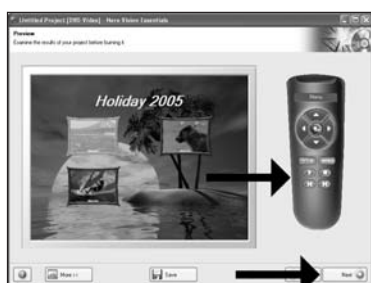 Untitled Project [DVD-Video] - Nero Vision Essentials
Preview
Examine the results of your project before burning it
Holiday 2005
More >>
Save
Next